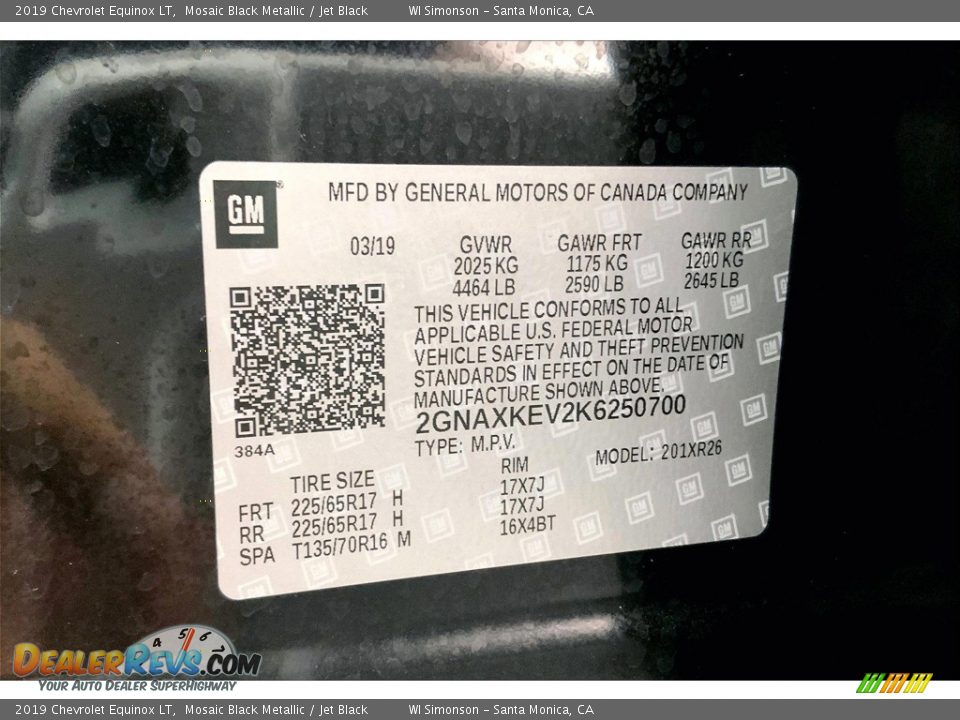 2019 Chevrolet Equinox LT, Mosaic Black Metallic / Jet Black WI Simonson - Santa Monica, CA
GM ®
MFD BY GENERAL MOTORS OF CANADA COMPANY
03/19 GVWR GAWR FRT GAWR RR
2025 KG 1175 KG 1200 KG
4464 LB 2590 LB 2645 LB
THIS VEHICLE CONFORMS TO ALL
APPLICABLE U.S. FEDERAL MOTOR
VEHICLE SAFETY AND THEFT PREVENTION
STANDARDS IN EFFECT ON THE DATE OF
MANUFACTURE SHOWN ABOVE.
2GNAXKEV2K6250700
384A
TYPE: M.P.V. MODEL: 201XR26
TIRE SIZE RIM
FRT 225/65R17 H 17X7J
RR 225/65R17 H 17X7J
SPA T135/70R16 M 16X4BT
4 5 6
DealerRevs.com
Your Auto Dealer SuperHighway
2019 Chevrolet Equinox LT, Mosaic Black Metallic / Jet Black WI Simonson - Santa Monica, CA